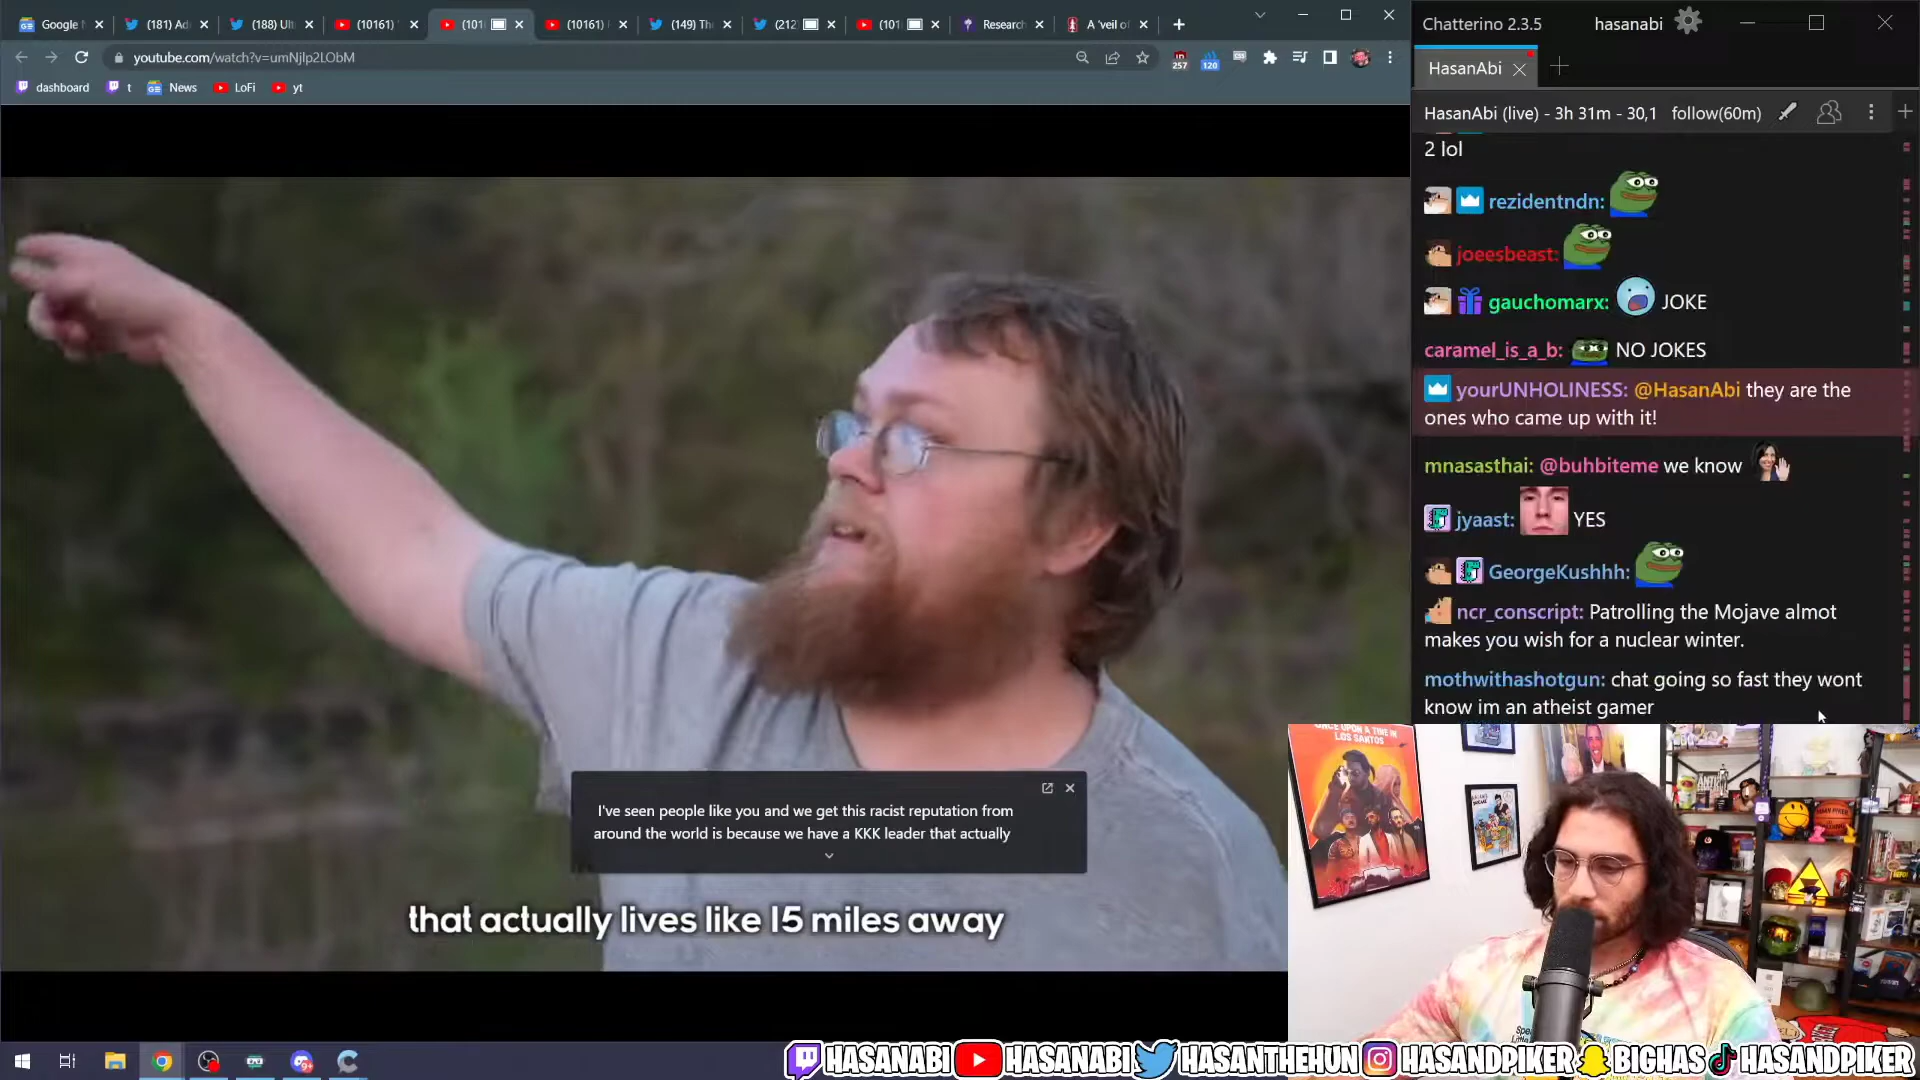 Google N
(181) Ad
(188) Ult
(10161) '
(101
(10161) H
(149) Th
(212
(101
Research
A 'veil of
Chatterino 2.3.5
hasanabi
youtube.com/watch?v=umNjlp2LObM
257
120
HasanAbi
dashboard
t
News
LoFi
yt
HasanAbi (live) - 3h 31m - 30,1
follow(60m)
2 lol
rezidentndn:
joeesbeast:
gauchomarx: JOKE
caramel_is_a_b: NO JOKES
yourUNHOLINESS: @HasanAbi they are the
ones who came up with it!
mnasasthai: @buhbiteme we know
jyaast: YES
GeorgeKushhh:
ncr_conscript: Patrolling the Mojave almot
makes you wish for a nuclear winter.
mothwithashotgun: chat going so fast they wont
know im an atheist gamer
ONCE UPON A TIME IN
LOS SANTOS
I've seen people like you and we get this racist reputation from
around the world is because we have a KKK leader that actually
that actually lives like 15 miles away
HASANABI
HASANABI
HASANTHEHUN
HASANDPIKER
BIGHAS
HASANDPIKER